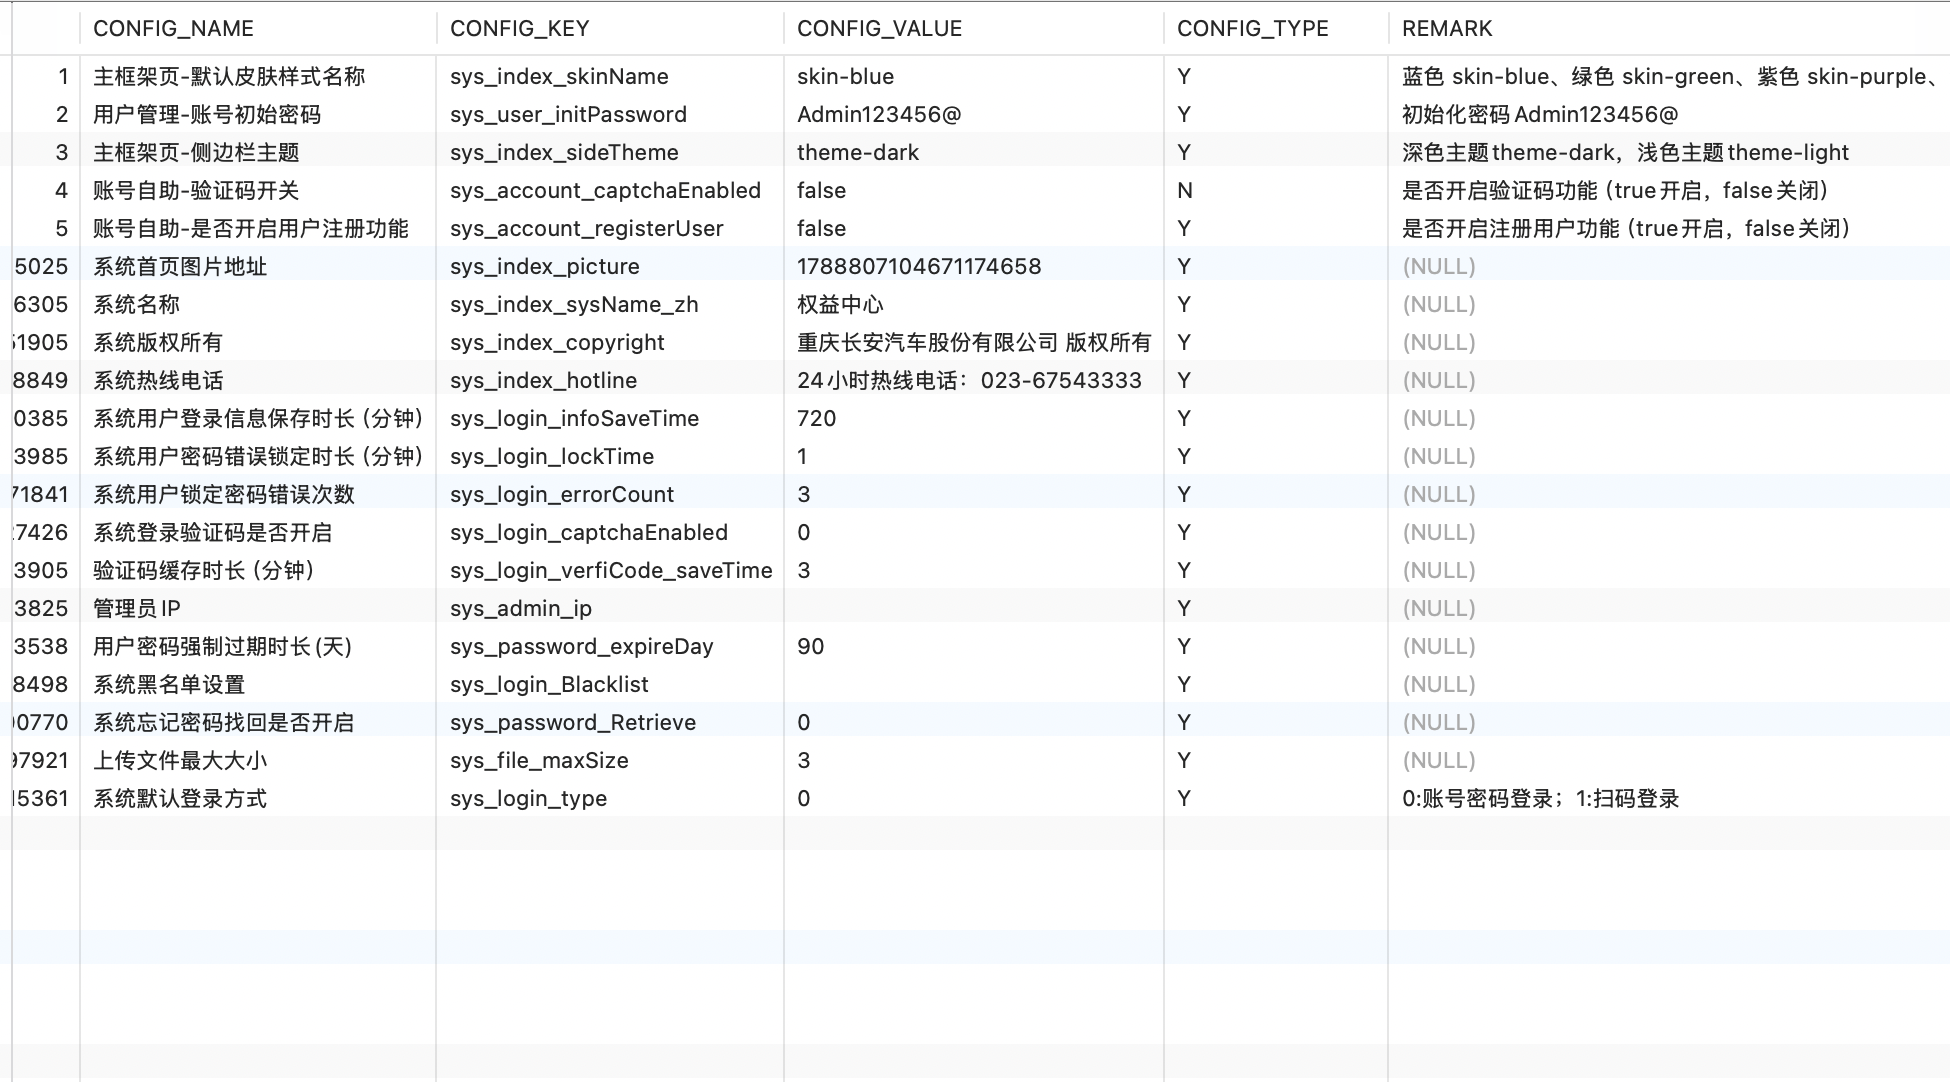 CONFIG_NAME CONFIG_KEY CONFIG_VALUE CONFIG_TYPE REMARK
1 主框架页-默认皮肤样式名称 sys_index_skinName skin-blue Y 蓝色 skin-blue、绿色 skin-green、紫色 skin-purple、
2 用户管理-账号初始密码 sys_user_initPassword Admin123456@ Y 初始化密码Admin123456@
3 主框架页-侧边栏主题 sys_index_sideTheme theme-dark Y 深色主题theme-dark，浅色主题theme-light
4 账号自助-验证码开关 sys_account_captchaEnabled false N 是否开启验证码功能（true开启，false关闭）
5 账号自助-是否开启用户注册功能 sys_account_registerUser false Y 是否开启注册用户功能（true开启，false关闭）
5025 系统首页图片地址 sys_index_picture 1788807104671174658 Y (NULL)
6305 系统名称 sys_index_sysName_zh 权益中心 Y (NULL)
51905 系统版权所有 sys_index_copyright 重庆长安汽车股份有限公司 版权所有 Y (NULL)
8849 系统热线电话 sys_index_hotline 24小时热线电话：023-67543333 Y (NULL)
0385 系统用户登录信息保存时长（分钟） sys_login_infoSaveTime 720 Y (NULL)
3985 系统用户密码错误锁定时长（分钟） sys_login_lockTime 1 Y (NULL)
71841 系统用户锁定密码错误次数 sys_login_errorCount 3 Y (NULL)
7426 系统登录验证码是否开启 sys_login_captchaEnabled 0 Y (NULL)
3905 验证码缓存时长（分钟） sys_login_verfiCode_saveTime 3 Y (NULL)
3825 管理员IP sys_admin_ip Y (NULL)
3538 用户密码强制过期时长(天) sys_password_expireDay 90 Y (NULL)
8498 系统黑名单设置 sys_login_Blacklist Y (NULL)
0770 系统忘记密码找回是否开启 sys_password_Retrieve 0 Y (NULL)
97921 上传文件最大大小 sys_file_maxSize 3 Y (NULL)
15361 系统默认登录方式 sys_login_type 0 Y 0:账号密码登录；1:扫码登录